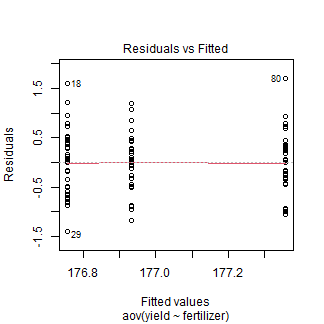 Residuals vs Fitted
Residuals
1.5
0.5
-0.5
-1.5
18
80
29
176.8
177.0
177.2
Fitted values
aov(yield ~ fertilizer)